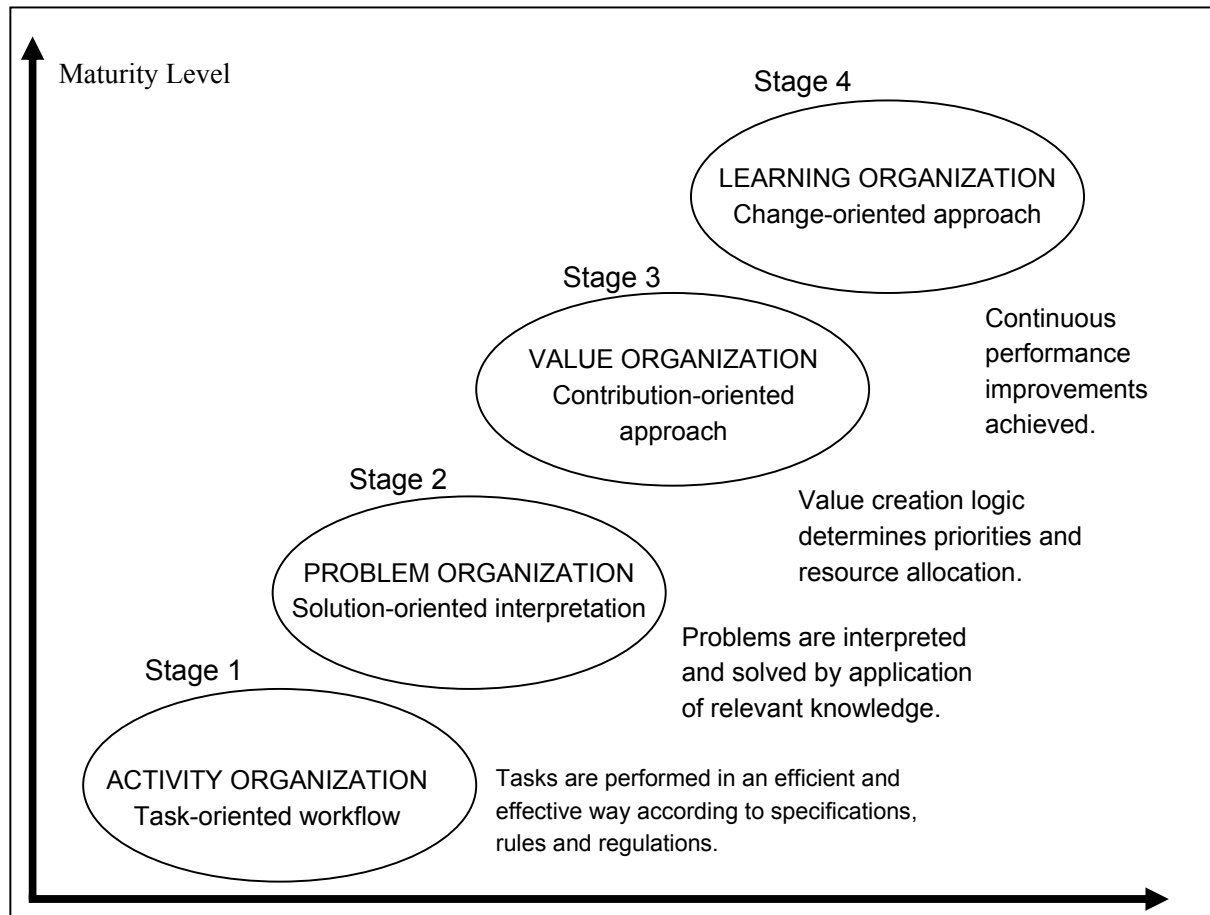 Maturity Level
Stage 4
LEARNING ORGANIZATION
Change-oriented approach
Continuous
performance
improvements
achieved.
Stage 3
VALUE ORGANIZATION
Contribution-oriented
approach
Value creation logic
determines priorities and
resource allocation.
Stage 2
PROBLEM ORGANIZATION
Solution-oriented interpretation
Problems are interpreted
and solved by application
of relevant knowledge.
Stage 1
ACTIVITY ORGANIZATION
Task-oriented workflow
Tasks are performed in an efficient and
effective way according to specifications,
rules and regulations.